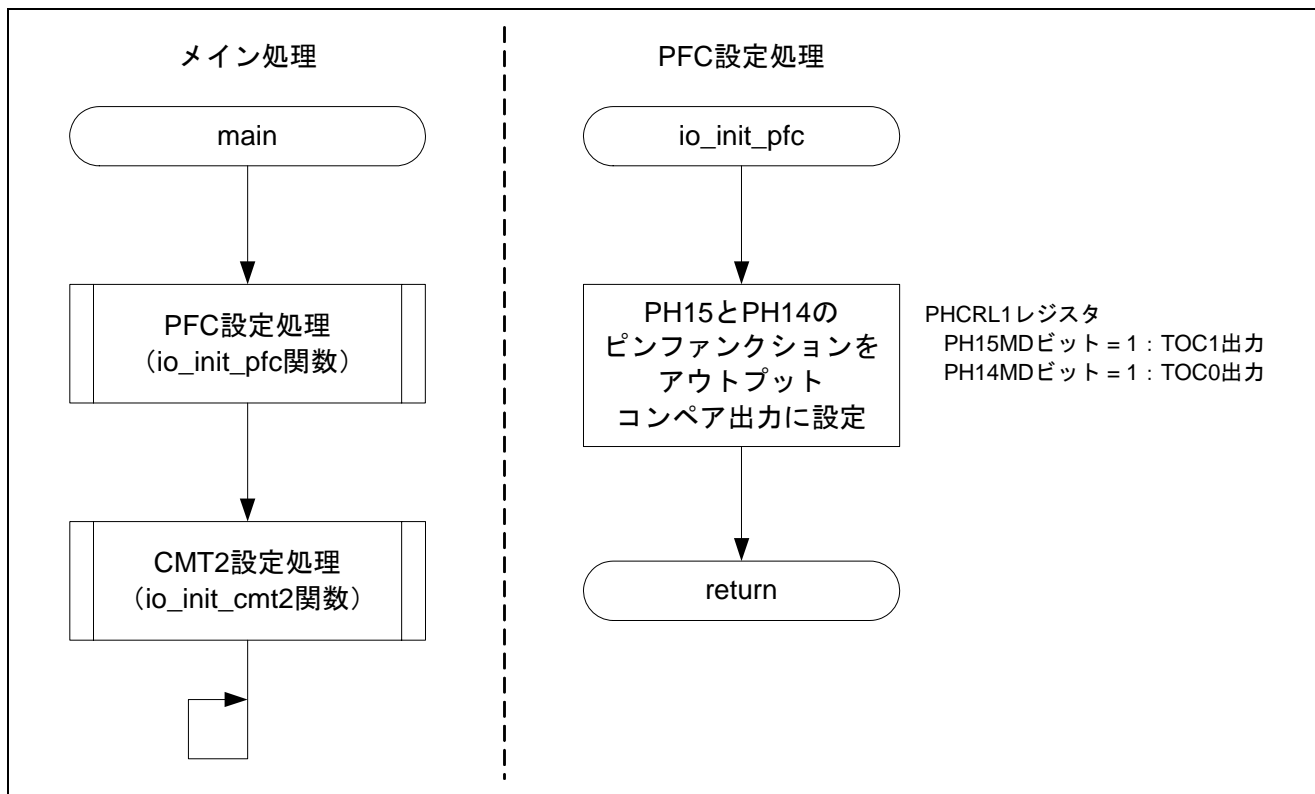 メイン処理
main
PFC設定処理
（io_init_pfc関数）
CMT2設定処理
（io_init_cmt2関数）
PFC設定処理
io_init_pfc
PH15とPH14の
ピンファンクションを
アウトプット
コンペア出力に設定
PHCRL1レジスタ
PH15MDビット = 1：TOC1出力
PH14MDビット = 1：TOC0出力
return